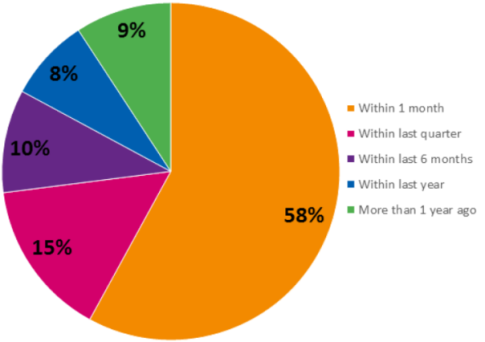 9%
8%
10%
15%
58%
Within 1 month
Within last quarter
Within last 6 months
Within last year
More than 1 year ago